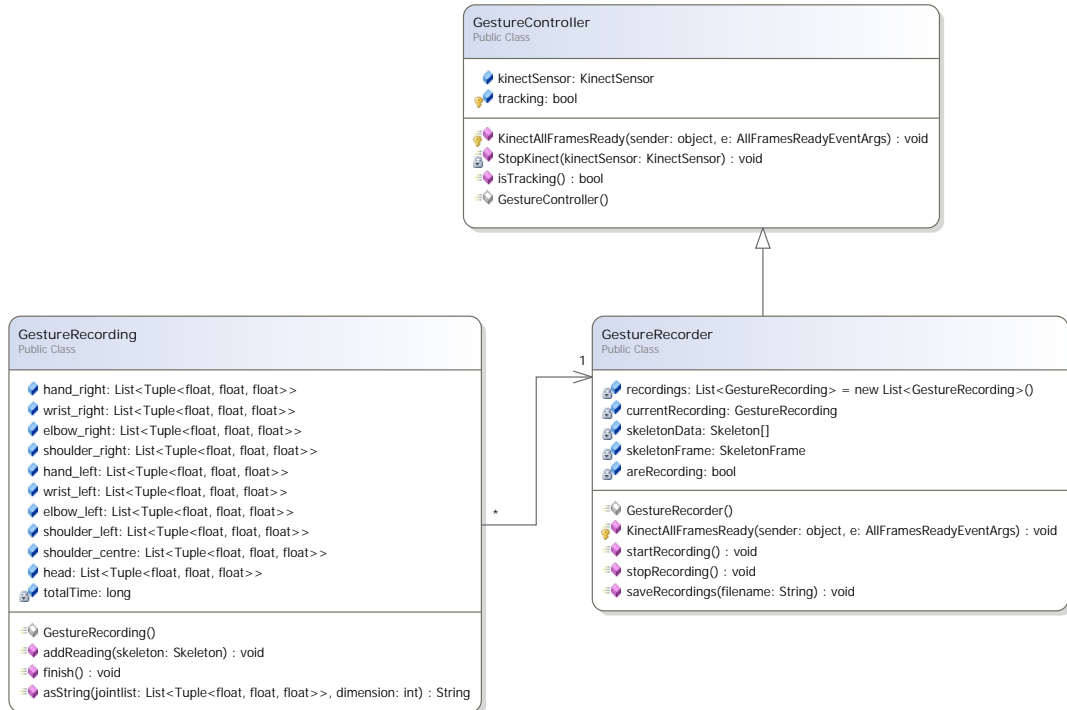 GestureController
Public Class
kinectSensor: KinectSensor
tracking: bool
KinectAllFramesReady(sender: object, e: AllFramesReadyEventArgs) : void
StopKinect(kinectSensor: KinectSensor) : void
isTracking() : bool
GestureController()
GestureRecording
Public Class
hand_right: List<Tuple<float, float, float>>
wrist_right: List<Tuple<float, float, float>>
elbow_right: List<Tuple<float, float, float>>
shoulder_right: List<Tuple<float, float, float>>
hand_left: List<Tuple<float, float, float>>
wrist_left: List<Tuple<float, float, float>>
elbow_left: List<Tuple<float, float, float>>
shoulder_left: List<Tuple<float, float, float>>
shoulder_centre: List<Tuple<float, float, float>>
head: List<Tuple<float, float, float>>
totalTime: long
GestureRecording()
addReading(skeleton: Skeleton) : void
finish() : void
asString(jointlist: List<Tuple<float, float, float>>, dimension: int) : String
*
1
GestureRecorder
Public Class
recordings: List<GestureRecording> = new List<GestureRecording>()
currentRecording: GestureRecording
skeletonData: Skeleton[]
skeletonFrame: SkeletonFrame
areRecording: bool
GestureRecorder()
KinectAllFramesReady(sender: object, e: AllFramesReadyEventArgs) : void
startRecording() : void
stopRecording() : void
saveRecordings(filename: String) : void